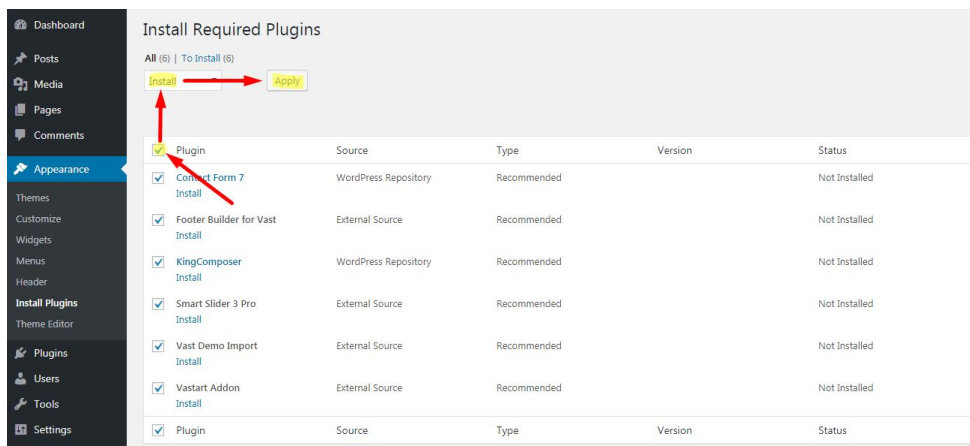 Dashboard
Posts
Media
Pages
Comments
Appearance
Themes
Customize
Widgets
Menus
Header
Install Plugins
Theme Editor
Plugins
Users
Tools
Settings
Install Required Plugins
All (6) | To Install (6)
Install Apply
Plugin Source Type Version Status
Contact Form 7 WordPress Repository Recommended Not Installed
Install
Footer Builder for Vast External Source Recommended Not Installed
Install
KingComposer WordPress Repository Recommended Not Installed
Install
Smart Slider 3 Pro External Source Recommended Not Installed
Install
Vast Demo Import External Source Recommended Not Installed
Install
Vastart Addon External Source Recommended Not Installed
Install
Plugin Source Type Version Status